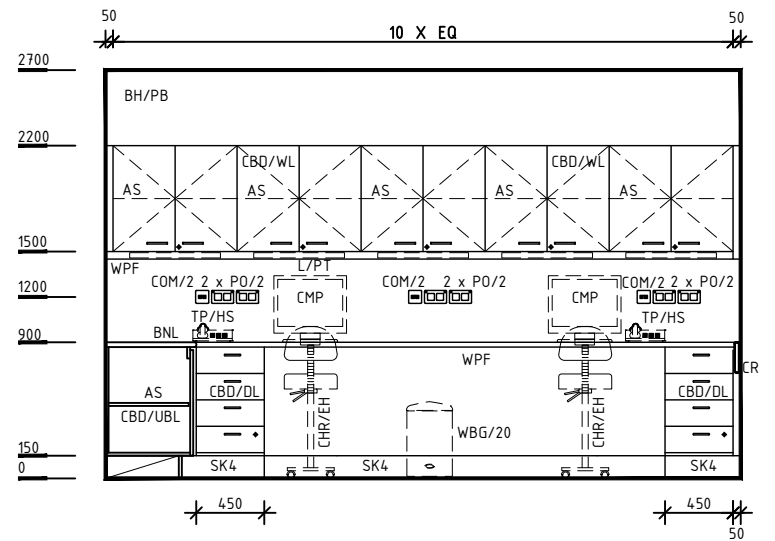 50 50
10 X EQ
2700
BH/PB
2200
CBD/WL CBD/WL
AS AS AS AS AS
1500
WPF L/PT
COM/2 2 x PO/2 COM/2 2 x PO/2 COM/2 2 x PO/2
1200
CMP CMP
TP/HS TP/HS
900
BNL
WPF
CR
AS CBD/DL CBD/DL
CBD/UBL
CHR/EH WBG/20 CHR/EH
150
0
SK4 SK4 SK4
450 450
50